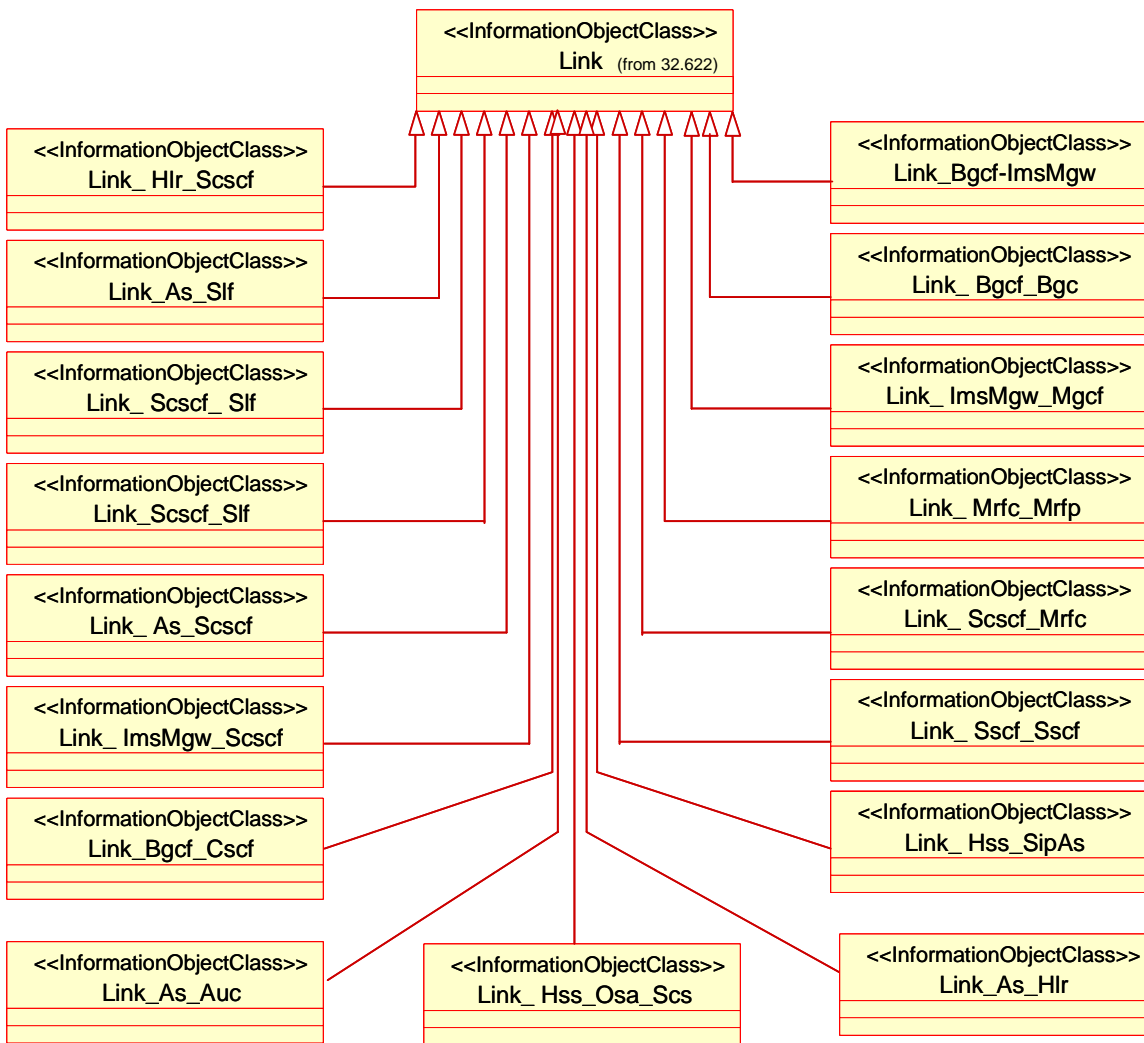 <<InformationObjectClass>>
Link (from 32.622)
<<InformationObjectClass>>
Link_ Hlr_Scscf
<<InformationObjectClass>>
Link_As_Slf
<<InformationObjectClass>>
Link_ Scscf_ Slf
<<InformationObjectClass>>
Link_Scscf_Slf
<<InformationObjectClass>>
Link_ As_Scscf
<<InformationObjectClass>>
Link_ ImsMgw_Scscf
<<InformationObjectClass>>
Link_Bgcf_Cscf
<<InformationObjectClass>>
Link_As_Auc
<<InformationObjectClass>>
Link_ Hss_Osa_Scs
<<InformationObjectClass>>
Link_Bgcf-ImsMgw
<<InformationObjectClass>>
Link_ Bgcf_Bgc
<<InformationObjectClass>>
Link_ ImsMgw_Mgcf
<<InformationObjectClass>>
Link_ Mrfc_Mrfp
<<InformationObjectClass>>
Link_ Scscf_Mrfc
<<InformationObjectClass>>
Link_ Sscf_Sscf
<<InformationObjectClass>>
Link_ Hss_SipAs
<<InformationObjectClass>>
Link_As_Hlr